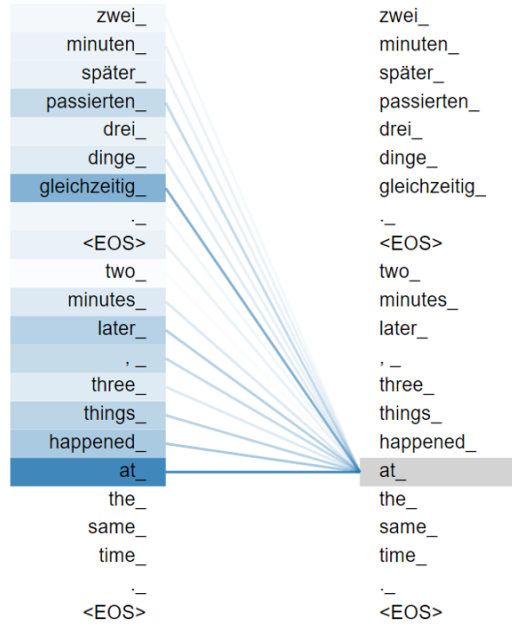 zwei_ zwei_
minuten_ minuten_
später_ später_
passierten_ passierten_
drei_ drei_
dinge_ dinge_
gleichzeitig_ gleichzeitig_
._ ._
<EOS> <EOS>
two_ two_
minutes_ minutes_
later_ later_
, _ , _
three_ three_
things_ things_
happened_ happened_
at_ at_
the_ the_
same_ same_
time_ time_
._ ._
<EOS> <EOS>